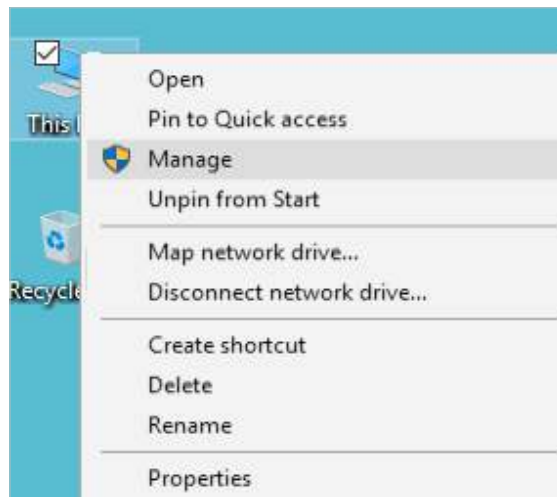 Open
This
Pin to Quick access
Manage
Unpin from Start
Map network drive...
Recycle
Disconnect network drive...
Create shortcut
Delete
Rename
Properties